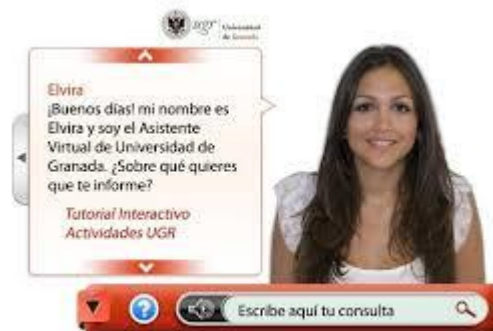 ugr Universidad
de Granada
Elvira
¡Buenos días! mi nombre es
Elvira y soy el Asistente
Virtual de Universidad de
Granada. ¿Sobre qué quieres
que te informe?
Tutorial Interactivo
Actividades UGR
?
Escribe aquí tu consulta